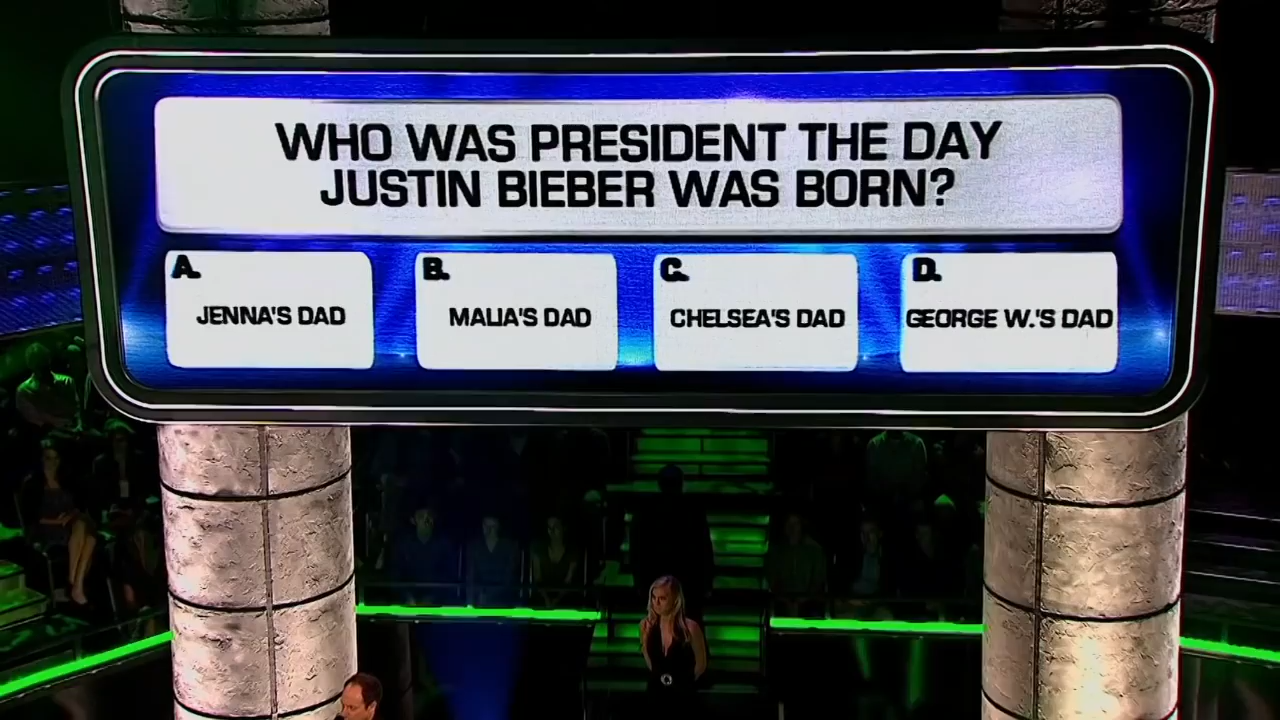 WHO WAS PRESIDENT THE DAY
JUSTIN BIEBER WAS BORN?
A.
JENNA'S DAD
B.
MALIA'S DAD
C.
CHELSEA'S DAD
D.
GEORGE W.'S DAD